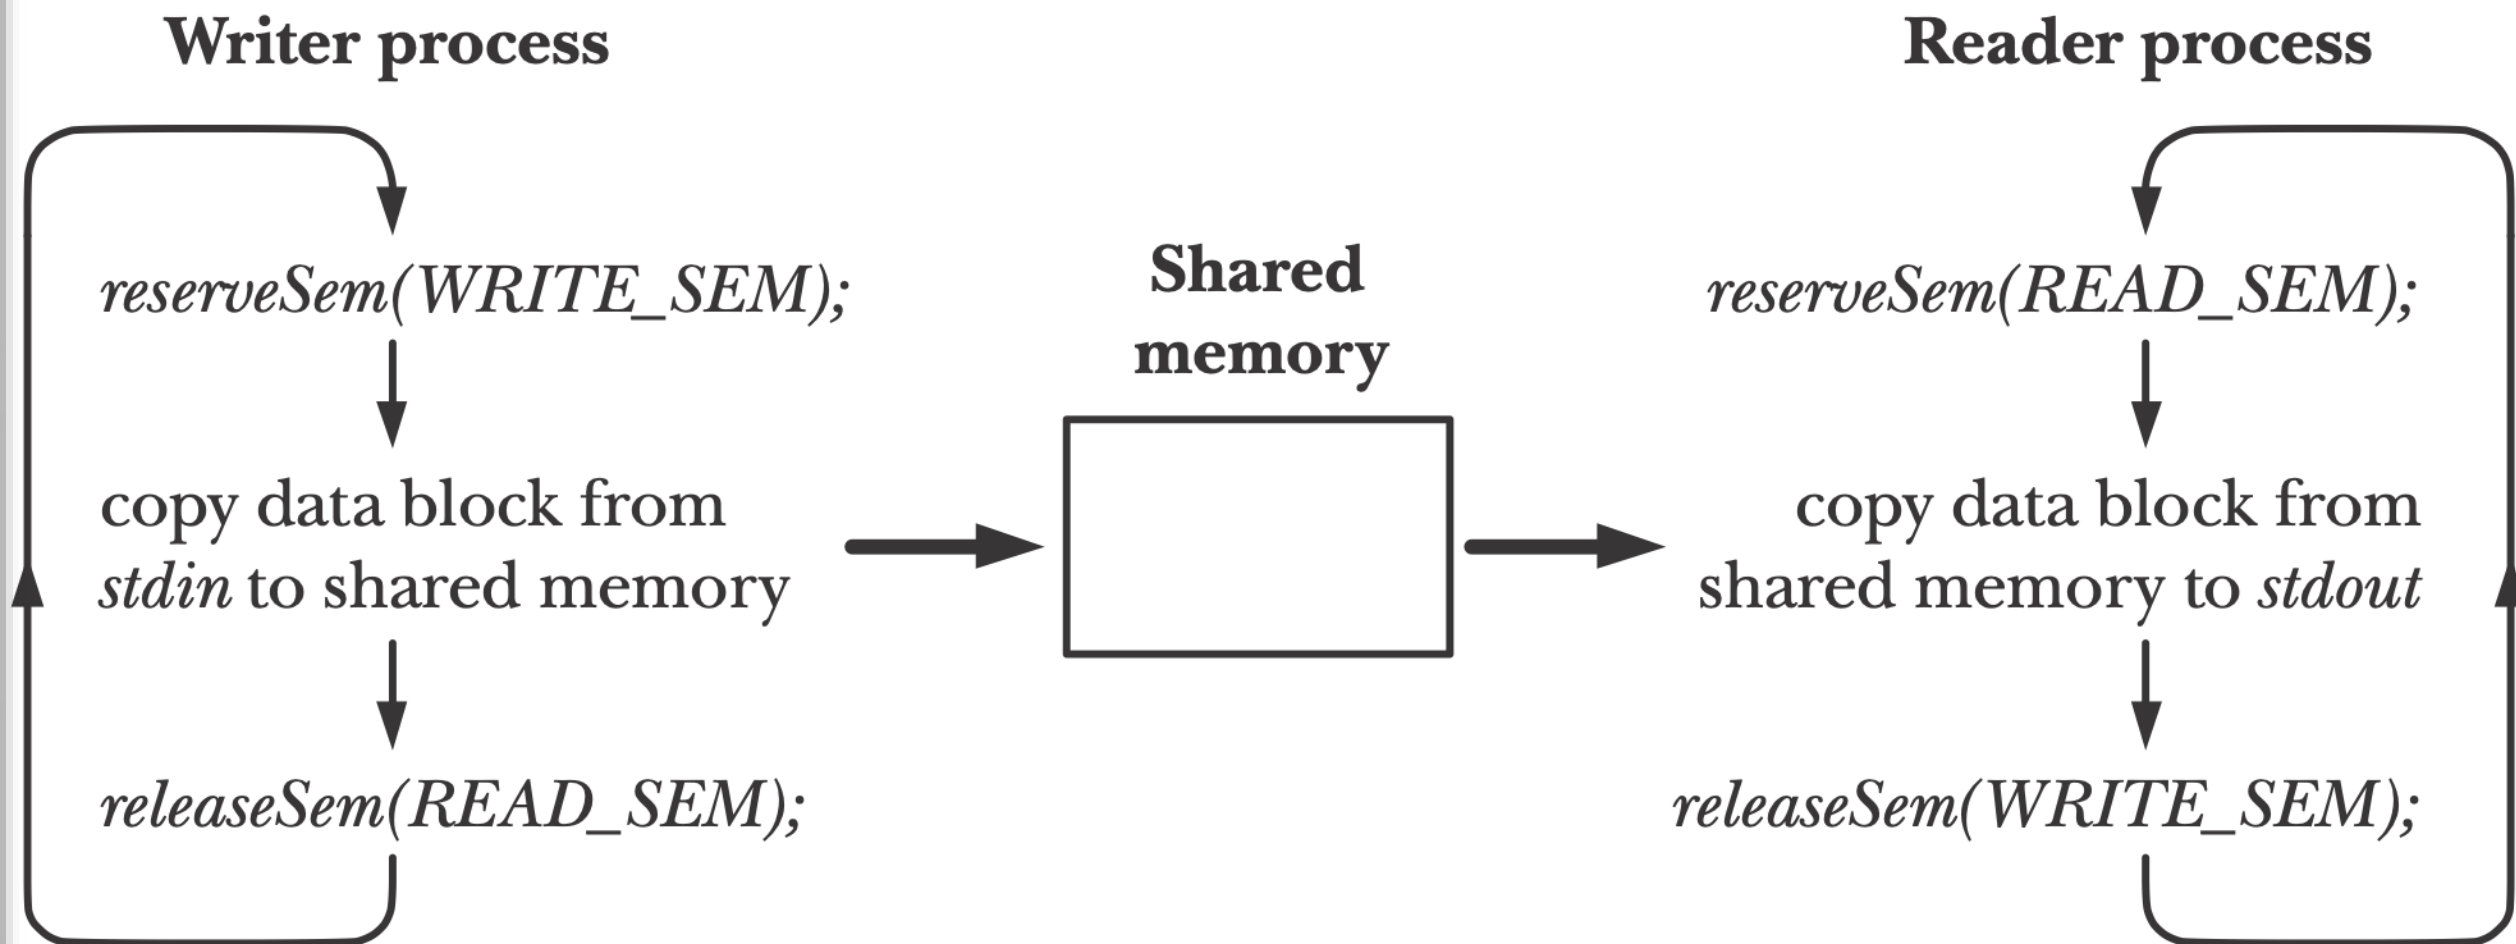 Writer process
reserveSem(WRITE_SEM);
copy data block from
stdin to shared memory
releaseSem(READ_SEM);
Shared
memory
Reader process
reserveSem(READ_SEM);
copy data block from
shared memory to stdout
releaseSem(WRITE_SEM);